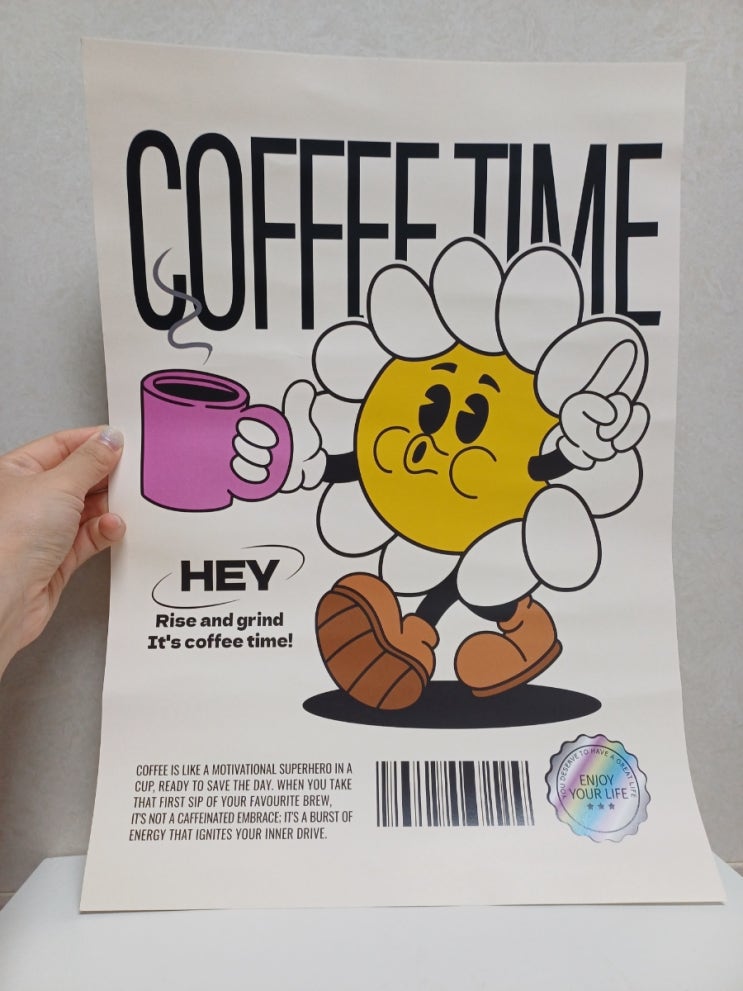 COFFEE TIME
HEY
Rise and grind
It's coffee time!
COFFEE IS LIKE A MOTIVATIONAL SUPERHERO IN A
CUP, READY TO SAVE THE DAY. WHEN YOU TAKE
THAT FIRST SIP OF YOUR FAVOURITE BREW,
IT'S NOT A CAFFEINATED EMBRACE; IT'S A BURST OF
ENERGY THAT IGNITES YOUR INNER DRIVE.
YOU DESERVE TO HAVE A GREAT LIFE
ENJOY
YOUR LIFE